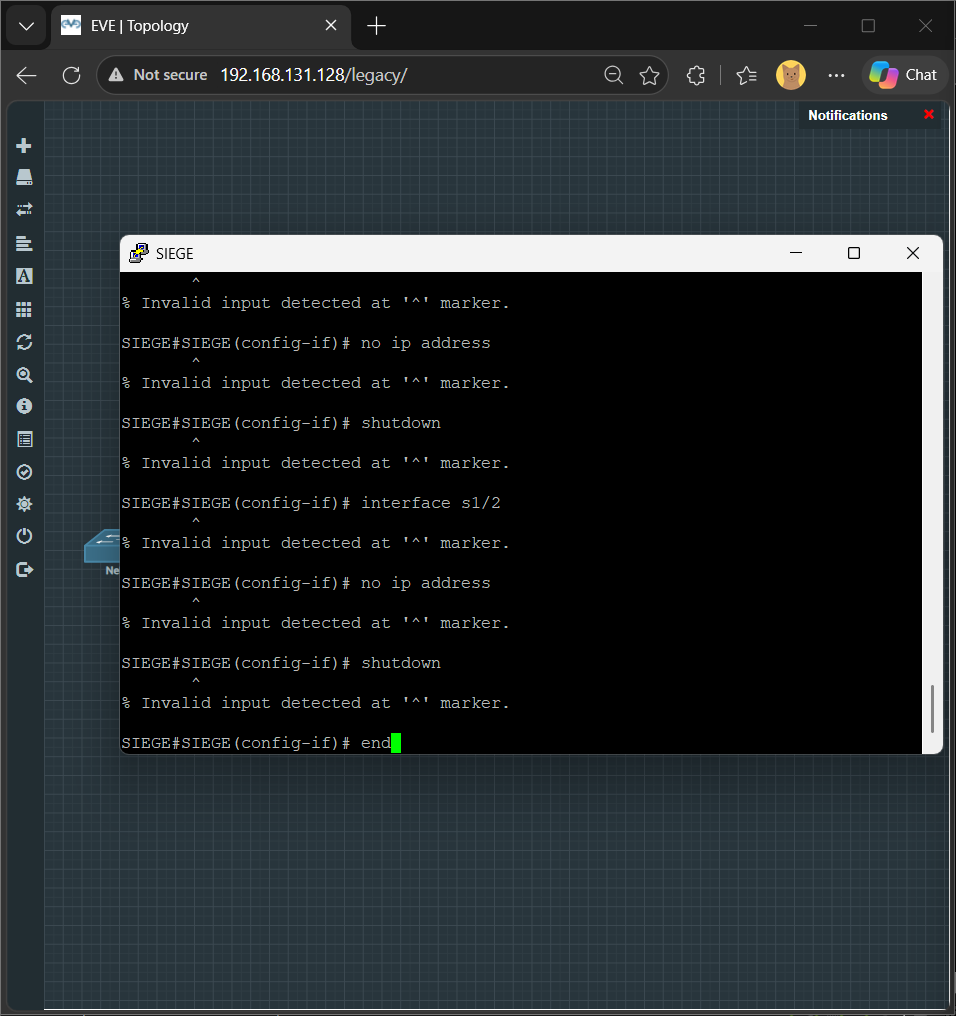 EVE | Topology
Not secure 192.168.131.128/legacy/
Chat
Notifications
SIEGE
^
% Invalid input detected at '^' marker.
SIEGE#SIEGE(config-if)# no ip address
^
% Invalid input detected at '^' marker.
SIEGE#SIEGE(config-if)# shutdown
^
% Invalid input detected at '^' marker.
SIEGE#SIEGE(config-if)# interface s1/2
^
% Invalid input detected at '^' marker.
SIEGE#SIEGE(config-if)# no ip address
^
% Invalid input detected at '^' marker.
SIEGE#SIEGE(config-if)# shutdown
^
% Invalid input detected at '^' marker.
SIEGE#SIEGE(config-if)# end
Ne